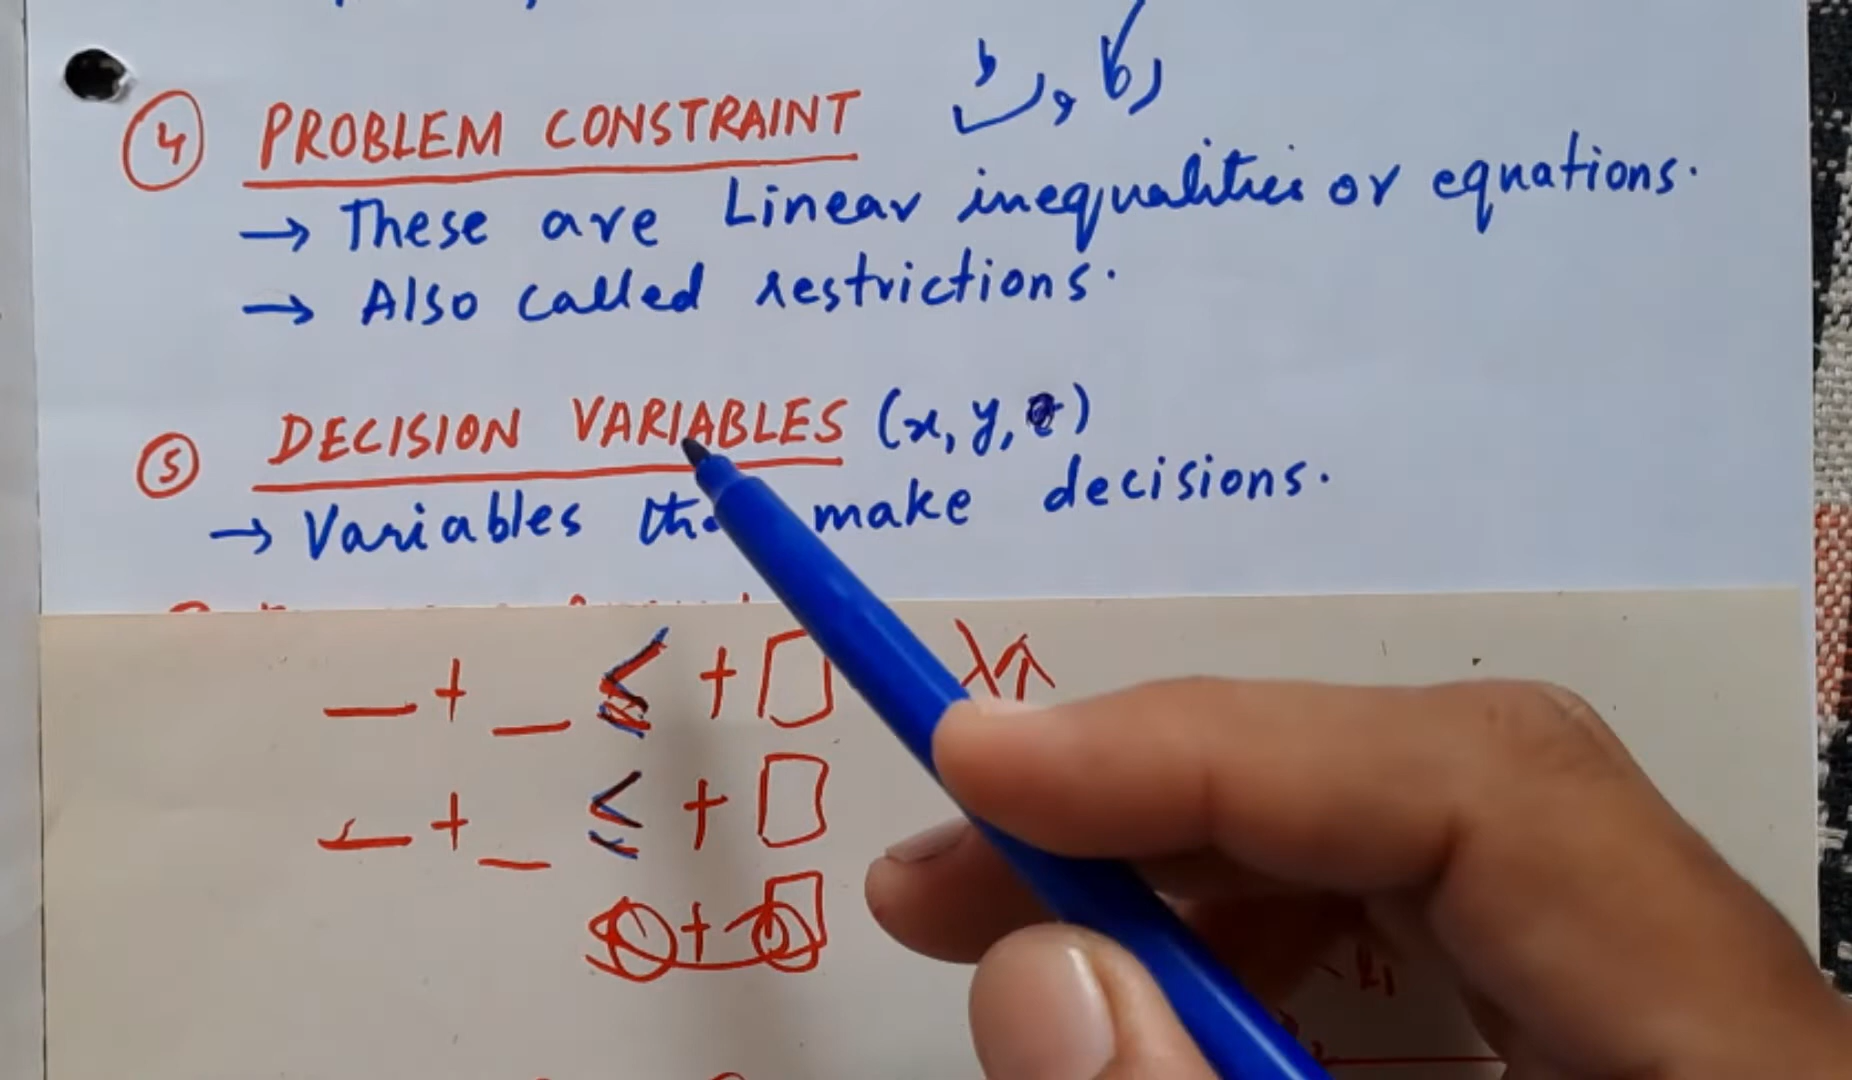 ④ PROBLEM CONSTRAINT
→ These are Linear inequalities or equations.
→ Also called restrictions.
⑤ DECISION VARIABLES (x, y, )
→ Variables make decisions.
_ + _ ≤ + □
_ + _ ≤ + □